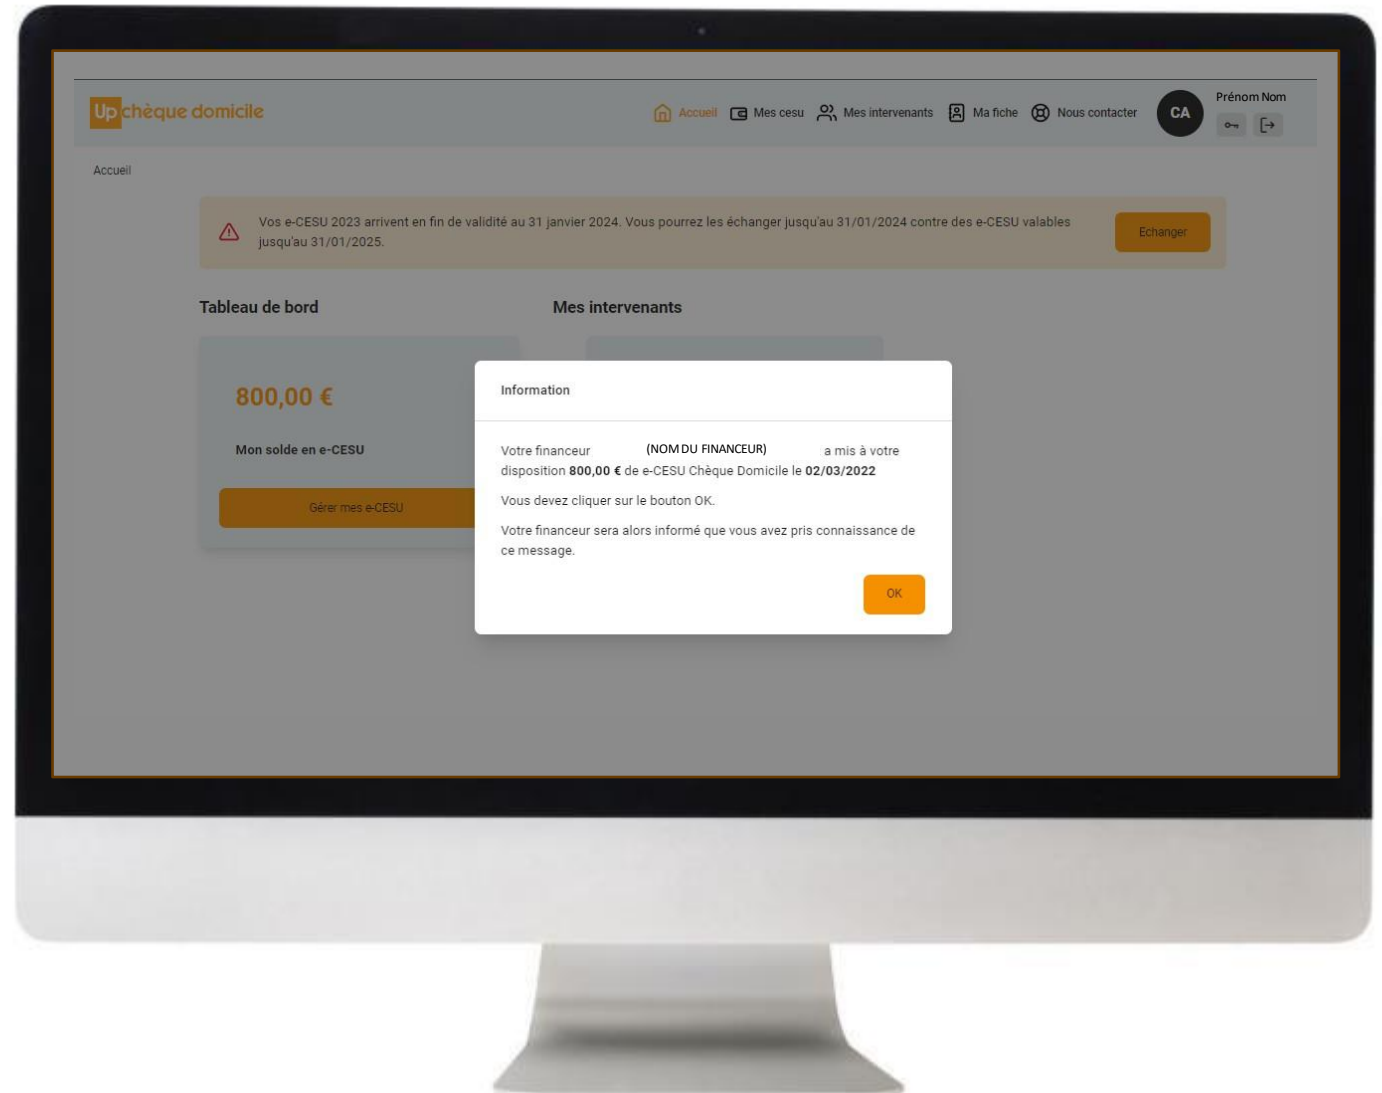 Up chèque domicile
Accueil
Mes cesu
Mes intervenants
Ma fiche
Nous contacter
CA
Prénom Nom
Accueil
Vos e-CESU 2023 arrivent en fin de validité au 31 janvier 2024. Vous pourrez les échanger jusqu'au 31/01/2024 contre des e-CESU valables
jusqu'au 31/01/2025.
Echanger
Tableau de bord
Mes intervenants
800,00 €
Mon solde en e-CESU
Gérer mes e-CESU
Information
Votre financeur (NOM DU FINANCEUR) a mis à votre
disposition 800,00 € de e-CESU Chèque Domicile le 02/03/2022
Vous devez cliquer sur le bouton OK.
Votre financeur sera alors informé que vous avez pris connaissance de
ce message.
OK